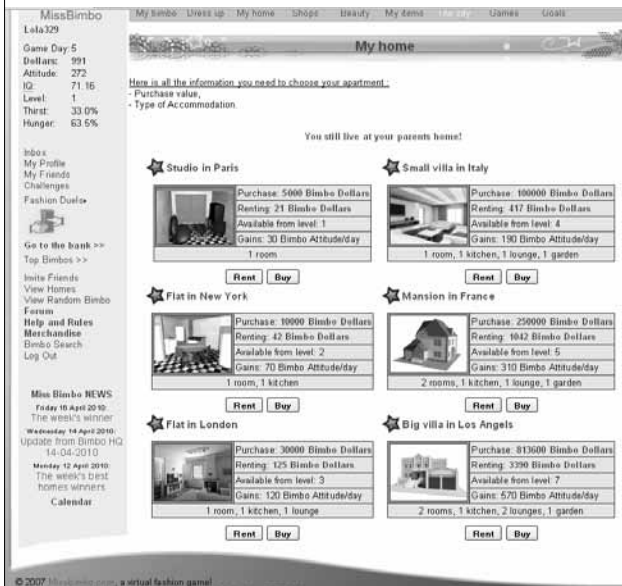 MissBimbo
My bimbo Dress up My home Shops Beauty My items The city Games Goals
Lola329
Game Day: 5
Dollars: 991
Attitude: 272
IQ: 71.16
Level: 1
Thirst: 33.0%
Hunger: 63.5%
Inbox
My Profile
My Friends
Challenges
Fashion Duels
Go to the bank >>
Top Bimbos >>
Invite Friends
View Homes
View Random Bimbo
Forum
Help and Rules
Merchandise
Bimbo Search
Log Out
Miss Bimbo NEWS
Friday 16 April 2010:
The week's winner
Wednesday 14 April 2010:
Update from Bimbo HQ
14-04-2010
Monday 12 April 2010:
The week's best
homes winners
Calendar
My home
Here is all the information you need to choose your apartment :
- Purchase value,
- Type of Accommodation.
You still live at your parents home!
Studio in Paris
Purchase: 5000 Bimbo Dollars
Renting: 21 Bimbo Dollars
Available from level: 1
Gains: 30 Bimbo Attitude/day
1 room
Rent Buy
Small villa in Italy
Purchase: 100000 Bimbo Dollars
Renting: 417 Bimbo Dollars
Available from level: 4
Gains: 190 Bimbo Attitude/day
1 room, 1 kitchen, 1 lounge, 1 garden
Rent Buy
Flat in New York
Purchase: 10000 Bimbo Dollars
Renting: 42 Bimbo Dollars
Available from level: 2
Gains: 70 Bimbo Attitude/day
1 room, 1 kitchen
Rent Buy
Mansion in France
Purchase: 250000 Bimbo Dollars
Renting: 1042 Bimbo Dollars
Available from level: 5
Gains: 310 Bimbo Attitude/day
2 rooms, 1 kitchen, 1 lounge, 1 garden
Rent Buy
Flat in London
Purchase: 30000 Bimbo Dollars
Renting: 125 Bimbo Dollars
Available from level: 3
Gains: 120 Bimbo Attitude/day
1 room, 1 kitchen, 1 lounge
Rent Buy
Big villa in Los Angels
Purchase: 813600 Bimbo Dollars
Renting: 3390 Bimbo Dollars
Available from level: 7
Gains: 570 Bimbo Attitude/day
2 rooms, 1 kitchen, 2 lounges, 1 garden
Rent Buy
© 2007 Missbimbo.com, a virtual fashion game!